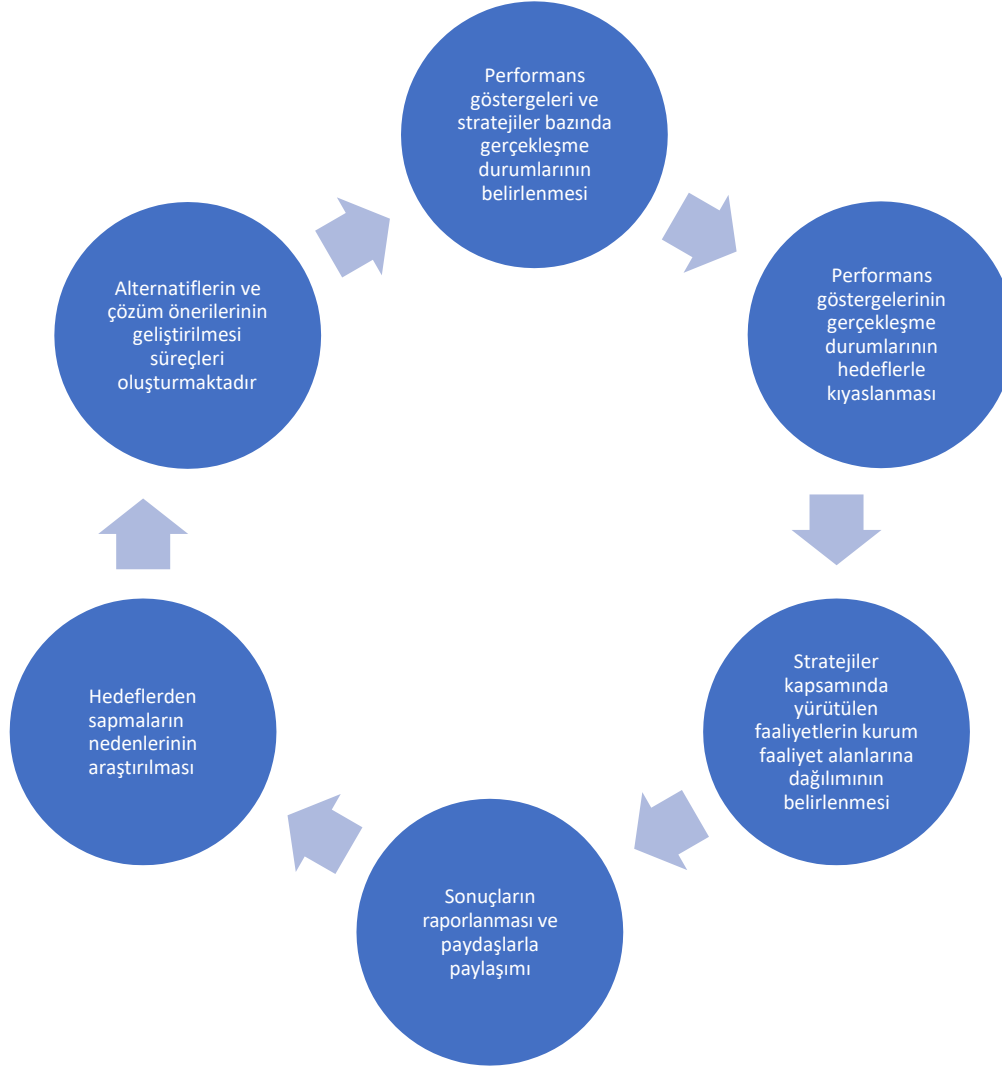 Performans
göstergeleri ve
stratejiler bazında
gerçekleşme
durumlarının
belirlenmesi
Performans
göstergelerinin
gerçekleşme
durumlarının
hedeflerle
kıyaslanması
Stratejiler
kapsamında
yürütülen
faaliyetlerin kurum
faaliyet alanlarına
dağılımının
belirlenmesi
Sonuçların
raporlanması ve
paydaşlarla
paylaşımı
Hedeflerden
sapmaların
nedenlerinin
araştırılması
Alternatiflerin ve
çözüm önerilerinin
geliştirilmesi
süreçleri
oluşturmaktadır